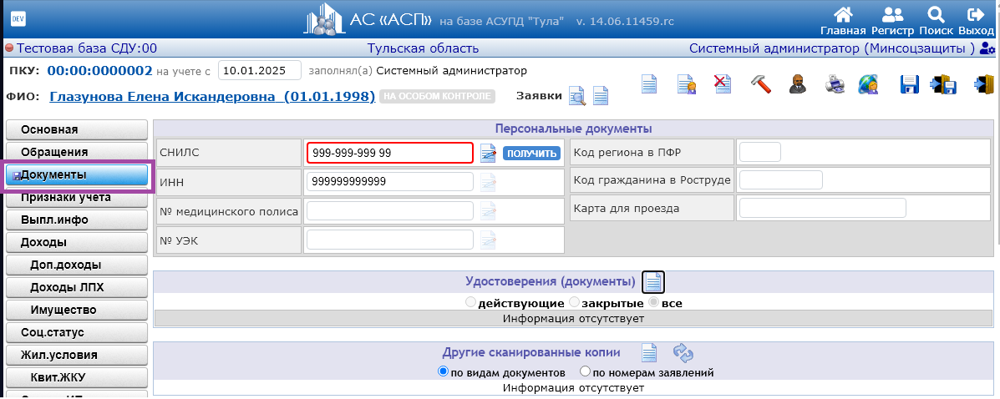 DEV
АС «АСП» на базе АСУПД "Тула" v. 14.06.11459.rc
Главная Регистр Поиск Выход
Тестовая база СДУ:00 Тульская область Системный администратор (Минсоцзащиты )
ПКУ: 00:00:0000002 на учете с 10.01.2025 заполнял(а) Системный администратор
ФИО: Глазунова Елена Искандеровна (01.01.1998) НА ОСОБОМ КОНТРОЛЕ Заявки
Основная
Обращения
Документы
Признаки учета
Выпл.инфо
Доходы
Доп.доходы
Доходы ЛПХ
Имущество
Соц.статус
Жил.условия
Квит.ЖКУ
Персональные документы
СНИЛС 999-999-999 99 ПОЛУЧИТЬ Код региона в ПФР
ИНН 999999999999 Код гражданина в Роструде
№ медицинского полиса Карта для проезда
№ УЭК
Удостоверения (документы)
действующие закрытые все
Информация отсутствует
Другие сканированные копии
по видам документов по номерам заявлений
Информация отсутствует